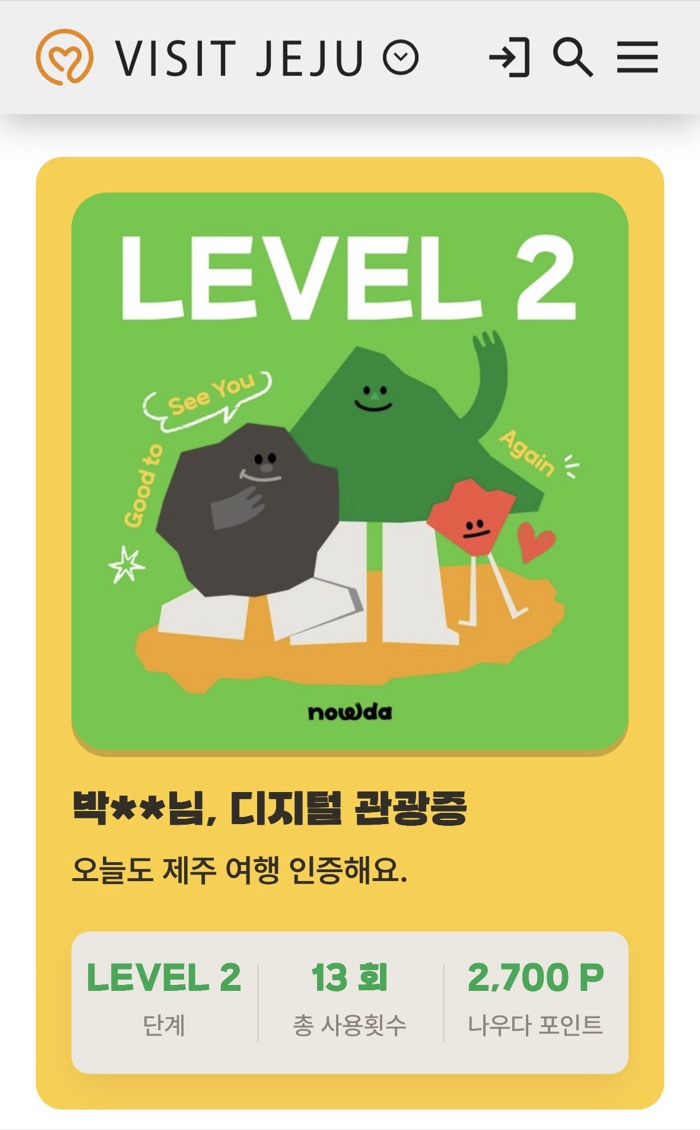 VISIT JEJU
LEVEL 2
See You
Good to
Again
nowda
박**님, 디지털 관광증
오늘도 제주 여행 인증해요.
LEVEL 2
13 회
2,700 P
단계
총 사용횟수
나우다 포인트